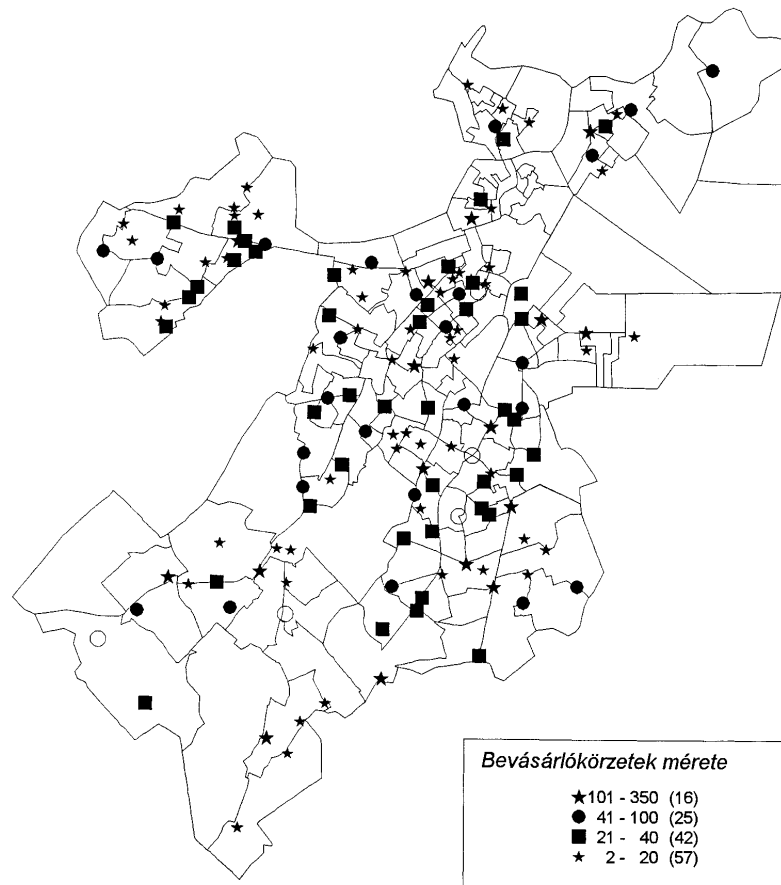 Bevásárlókörzetek mérete
101 - 350 (16)
41 - 100 (25)
21 - 40 (42)
2 - 20 (57)